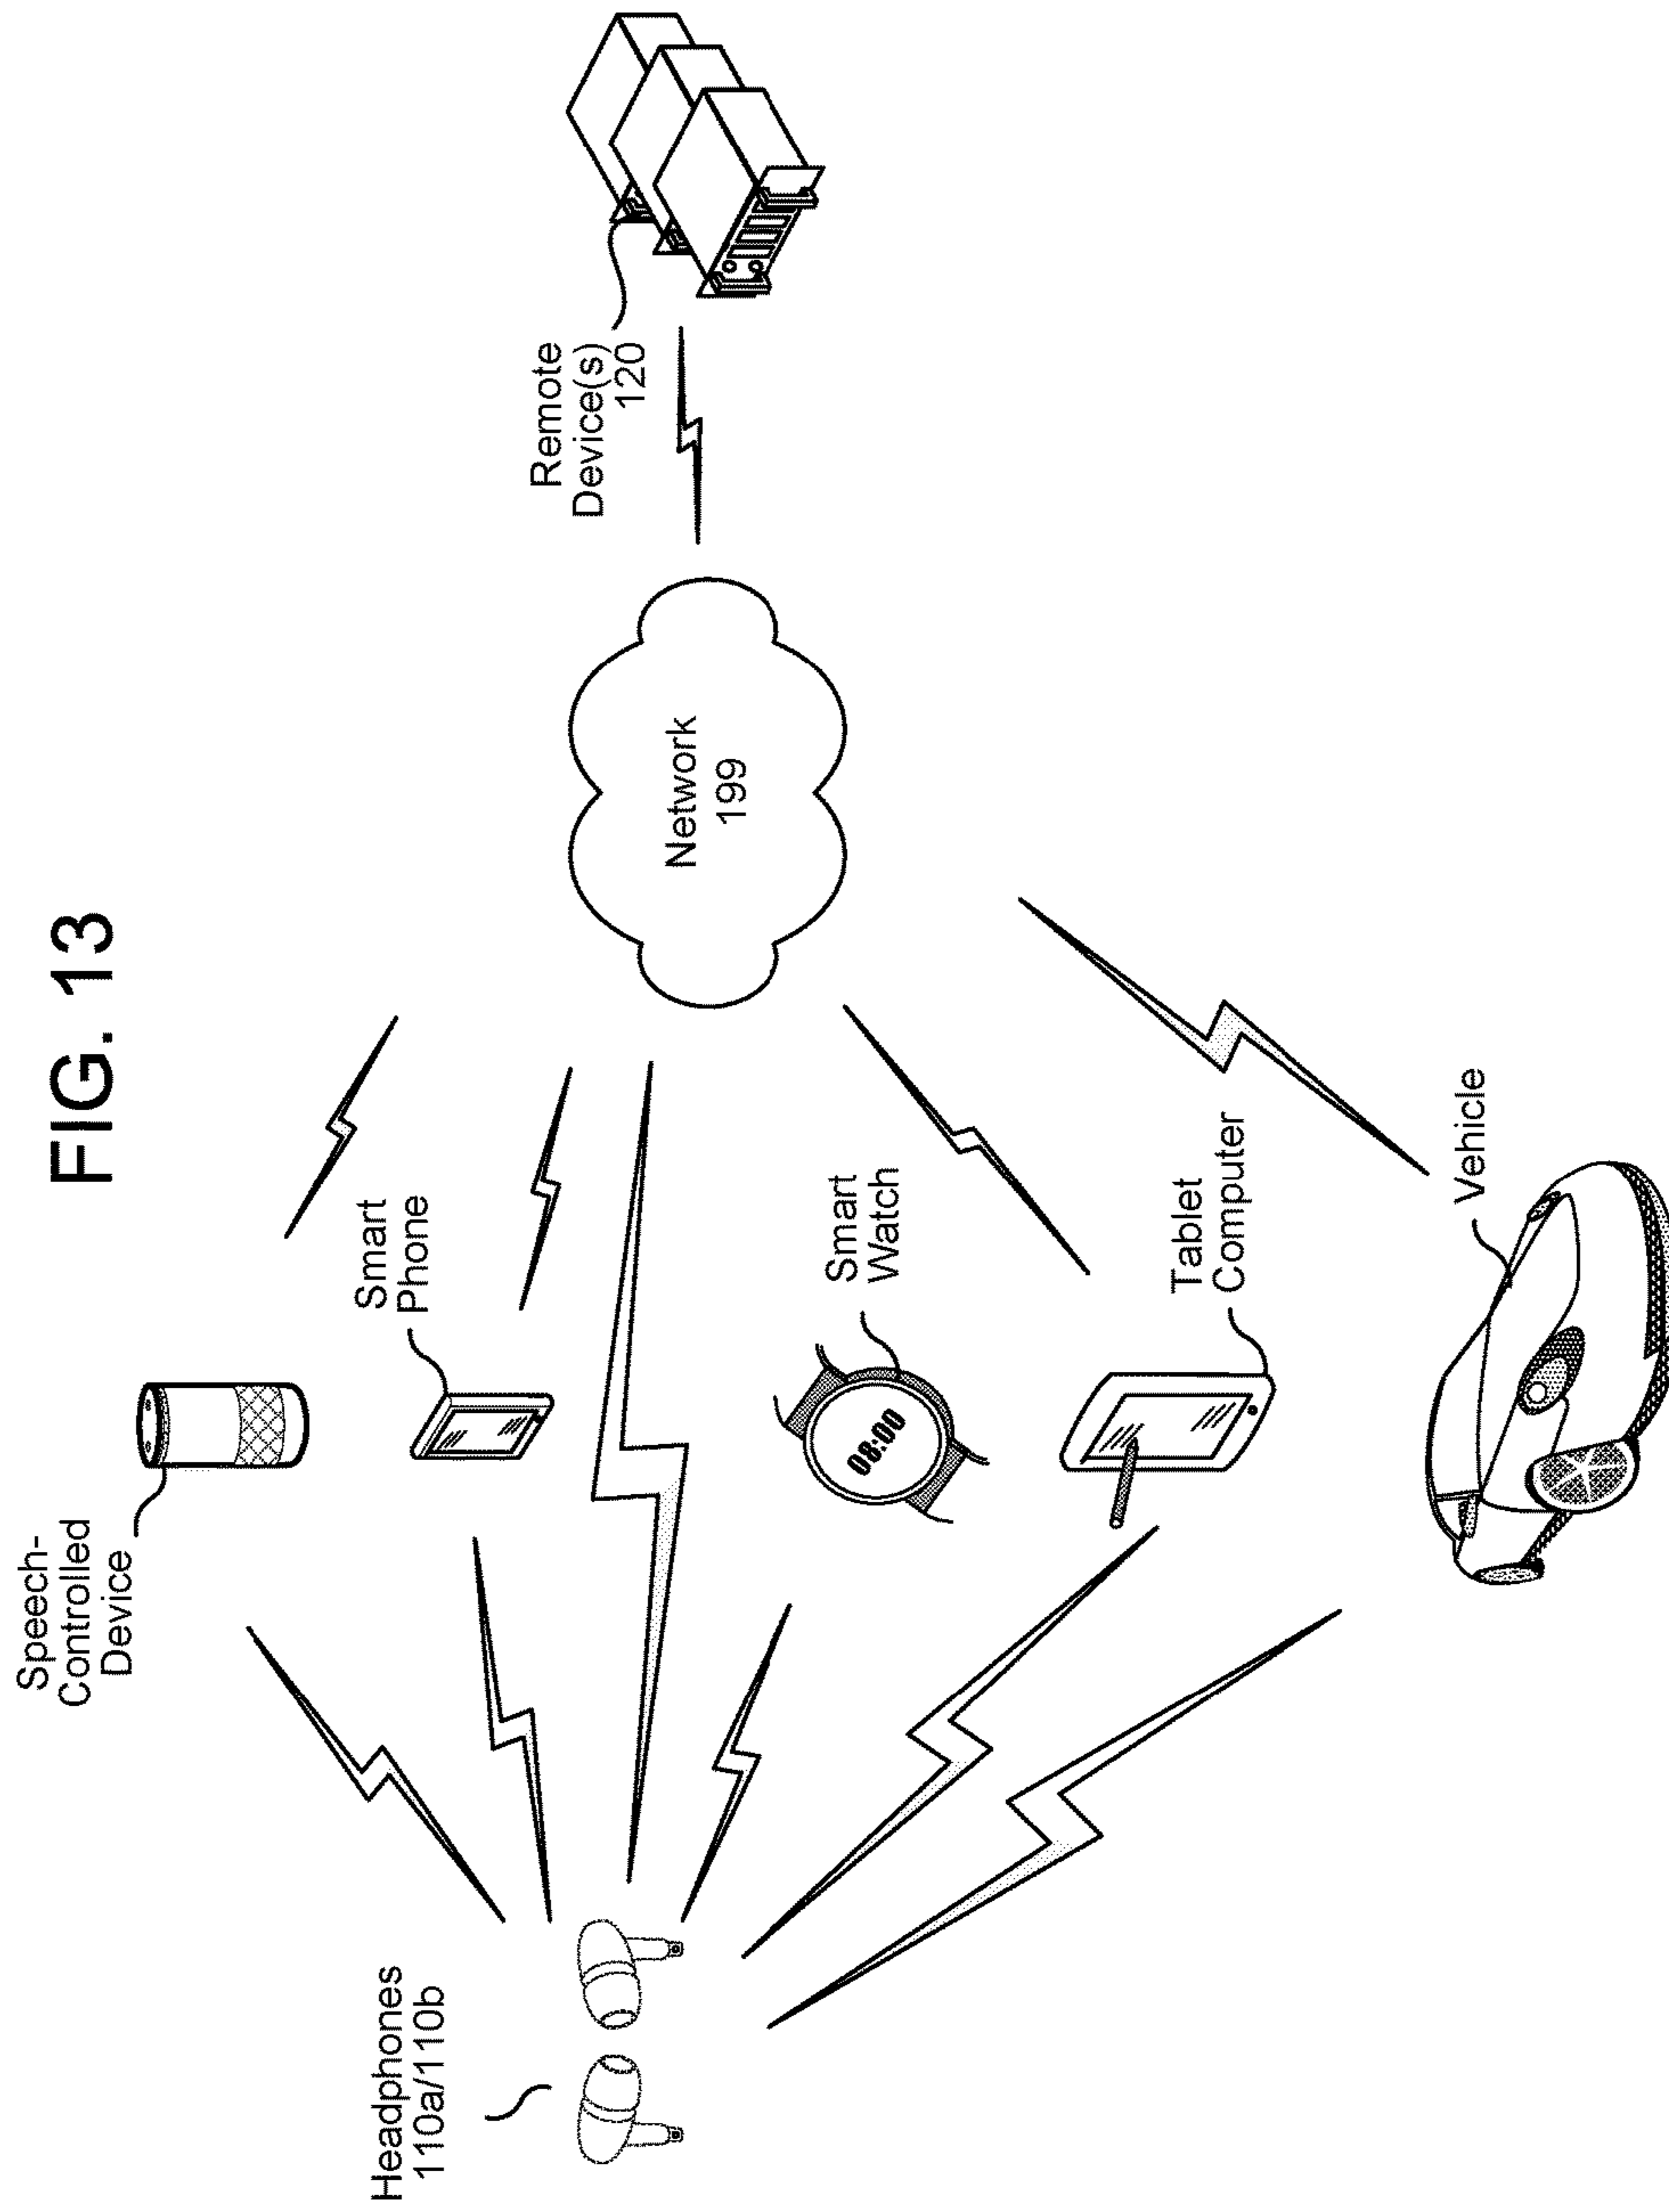 FIG. 13
Speech-
Controlled
Device
Smart
Phone
Headphones
110a/110b
Remote
Device(s)
120
Network
199
Smart
Watch
08:00
Tablet
Computer
Vehicle